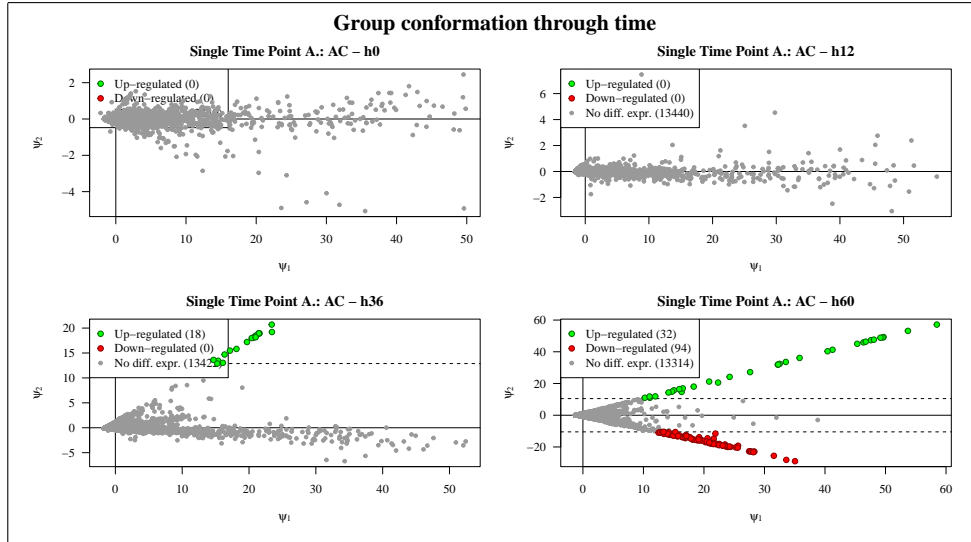 Group conformation through time
Single Time Point A.: AC – h0
Up−regulated (0)
Down−regulated (0)
2
0
−2
−4
ψ2
0 10 20 30 40 50
ψ1
Single Time Point A.: AC – h12
Up−regulated (0)
Down−regulated (0)
No diff. expr. (13440)
6
4
2
0
−2
ψ2
0 10 20 30 40 50
ψ1
Single Time Point A.: AC – h36
Up−regulated (18)
Down−regulated (0)
No diff. expr. (13422)
20
15
10
5
0
−5
ψ2
0 10 20 30 40 50
ψ1
Single Time Point A.: AC – h60
Up−regulated (32)
Down−regulated (94)
No diff. expr. (13314)
60
40
20
0
−20
ψ2
0 10 20 30 40 50 60
ψ1